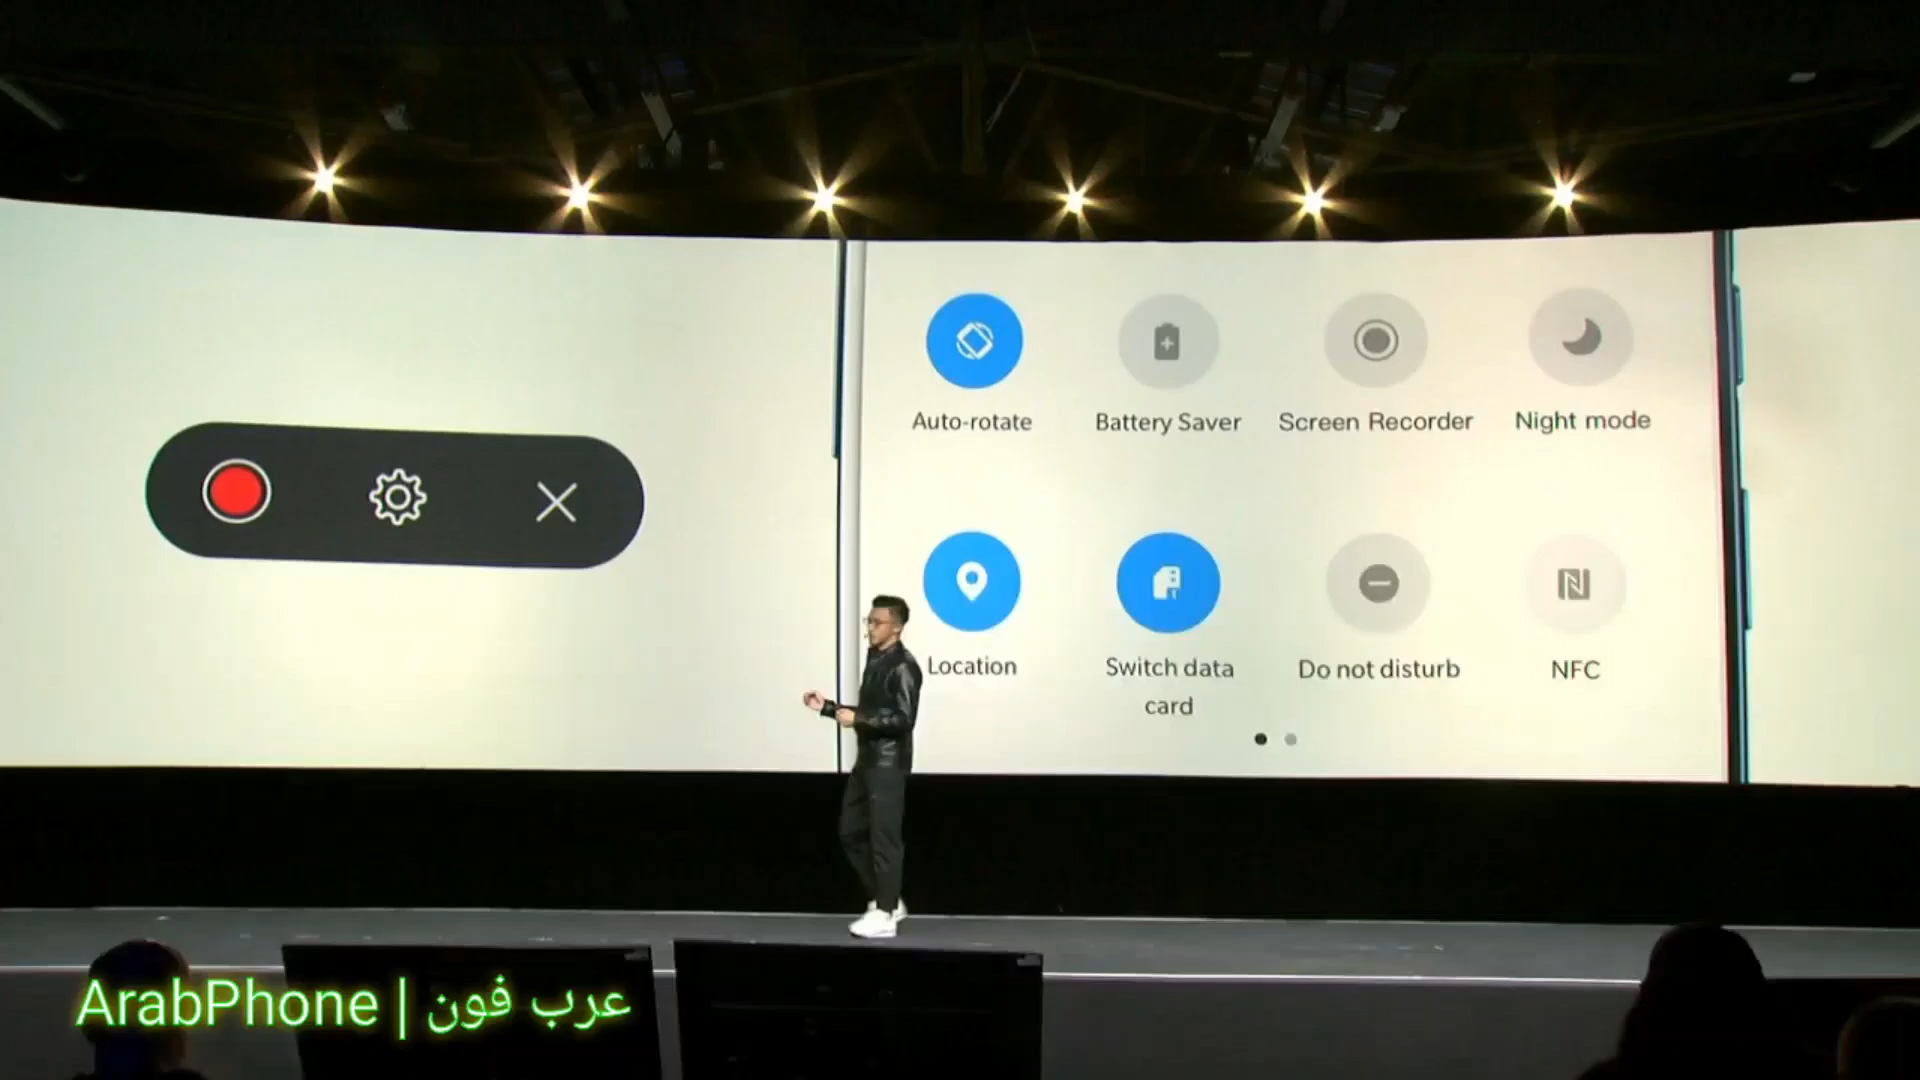 Auto-rotate
Battery Saver
Screen Recorder
Night mode
Location
Switch data
card
Do not disturb
NFC
ArabPhone | عرب فون